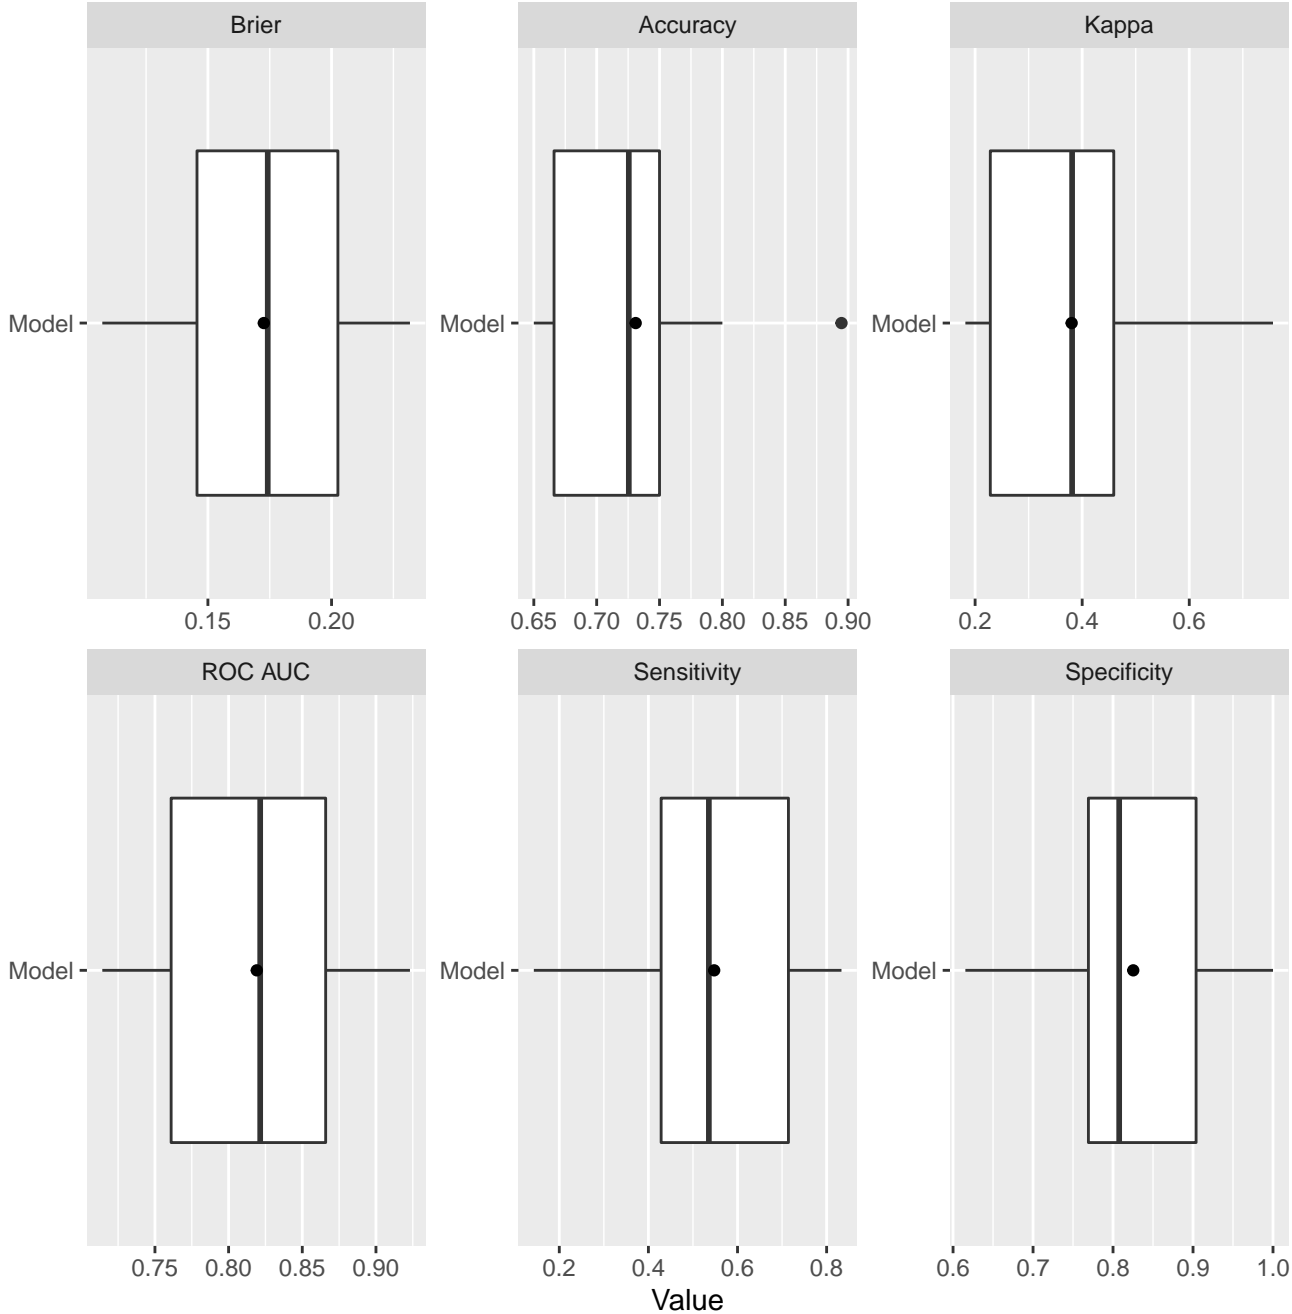 Brier Accuracy Kappa
Model Model Model
0.15 0.20 0.65 0.70 0.75 0.80 0.85 0.90 0.2 0.4 0.6
ROC AUC Sensitivity Specificity
Model Model Model
0.75 0.80 0.85 0.90 0.2 0.4 0.6 0.8 0.6 0.7 0.8 0.9 1.0
Value